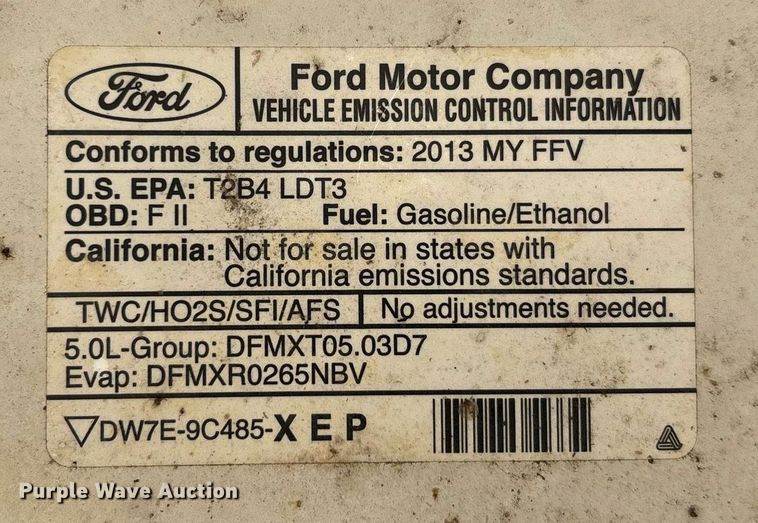 Ford
Ford Motor Company
VEHICLE EMISSION CONTROL INFORMATION
Conforms to regulations: 2013 MY FFV
U.S. EPA: T2B4 LDT3
OBD: F II Fuel: Gasoline/Ethanol
California: Not for sale in states with
California emissions standards.
TWC/HO2S/SFI/AFS No adjustments needed.
5.0L-Group: DFMXT05.03D7
Evap: DFMXR0265NBV
DW7E-9C485-X E P
Purple Wave Auction